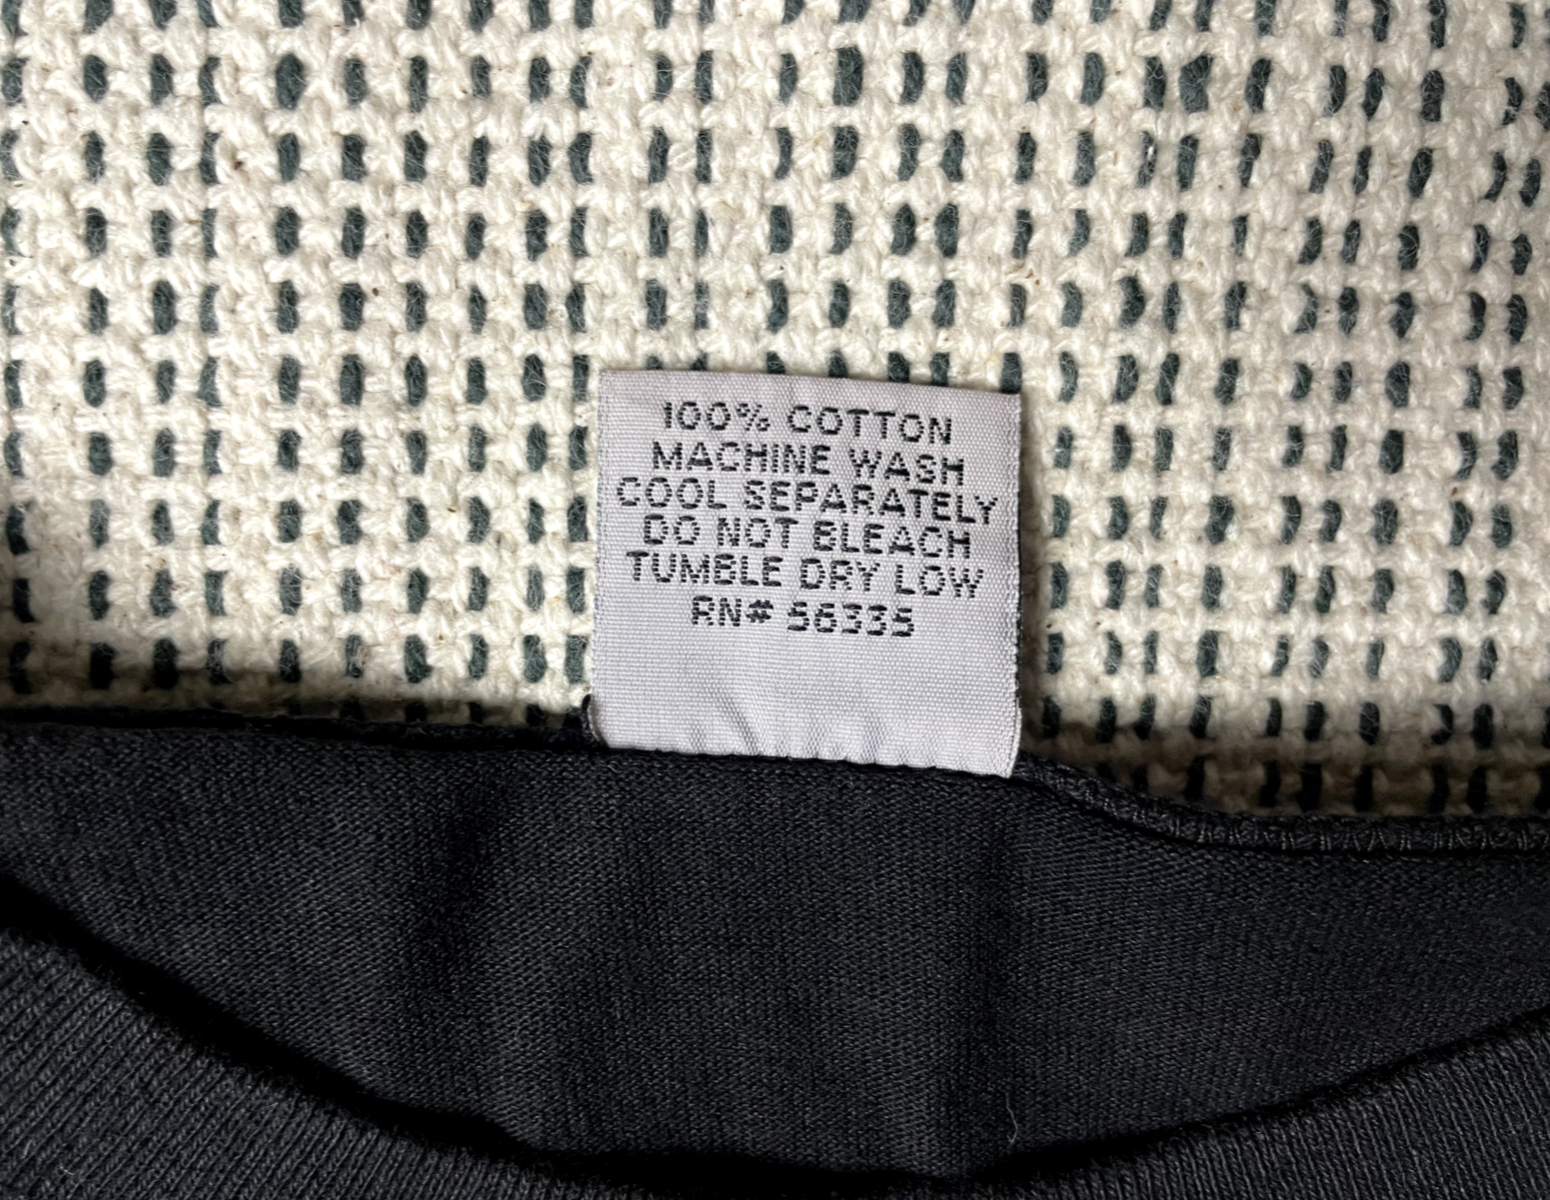 100% COTTON
MACHINE WASH
COOL SEPARATELY
DO NOT BLEACH
TUMBLE DRY LOW
RN# 56335